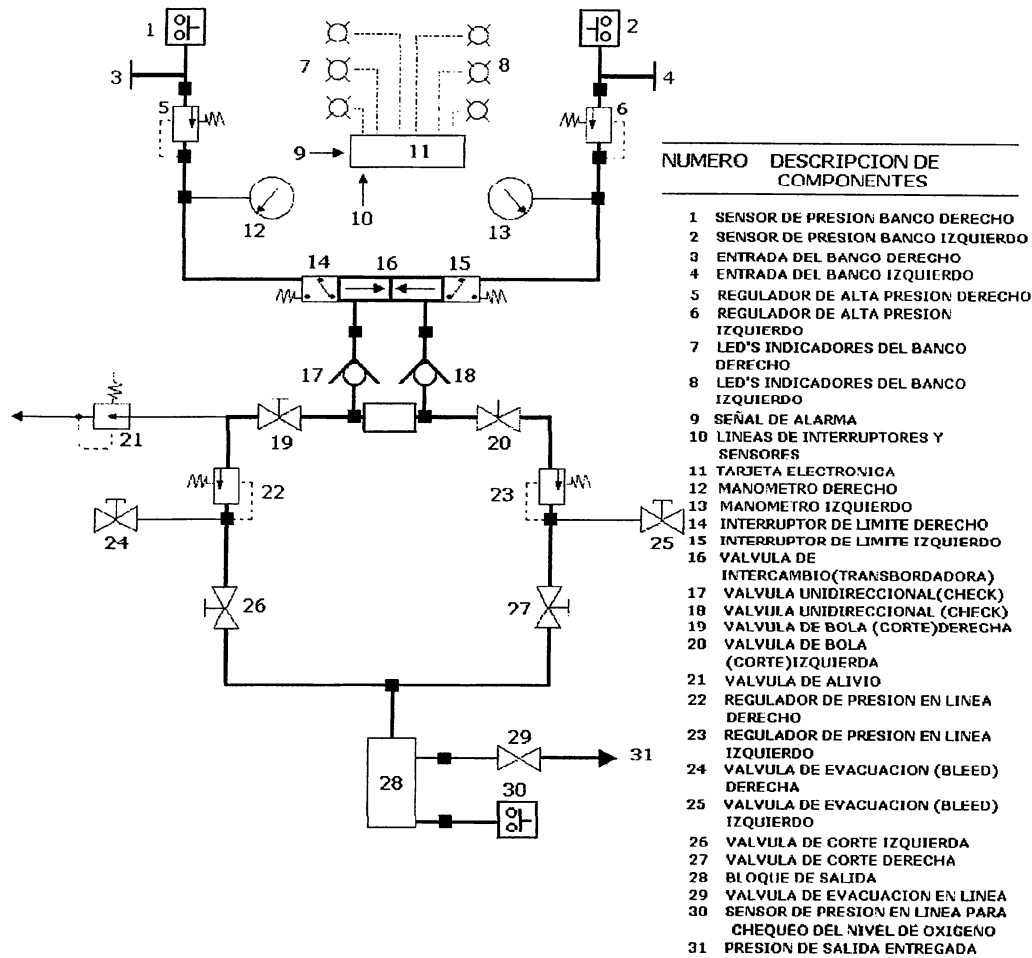 1
2
3
4
5
6
7
8
9
10
11
12
13
14
16
15
17
18
19
20
21
22
23
24
25
26
27
28
29
30
31
NUMERO DESCRIPCION DE
COMPONENTES
1 SENSOR DE PRESION BANCO DERECHO
2 SENSOR DE PRESION BANCO IZQUIERDO
3 ENTRADA DEL BANCO DERECHO
4 ENTRADA DEL BANCO IZQUIERDO
5 REGULADOR DE ALTA PRESION DERECHO
6 REGULADOR DE ALTA PRESION
IZQUIERDO
7 LED'S INDICADORES DEL BANCO
DERECHO
8 LED'S INDICADORES DEL BANCO
IZQUIERDO
9 SEÑAL DE ALARMA
10 LINEAS DE INTERRUPTORES Y
SENSORES
11 TARJETA ELECTRONICA
12 MANOMETRO DERECHO
13 MANOMETRO IZQUIERDO
14 INTERRUPTOR DE LIMITE DERECHO
15 INTERRUPTOR DE LIMITE IZQUIERDO
16 VALVULA DE
INTERCAMBIO(TRANSBORDADORA)
17 VALVULA UNIDIRECCIONAL(CHECK)
18 VALVULA UNIDIRECCIONAL (CHECK)
19 VALVULA DE BOLA (CORTE)DERECHA
20 VALVULA DE BOLA
(CORTE)IZQUIERDA
21 VALVULA DE ALIVIO
22 REGULADOR DE PRESION EN LINEA
DERECHO
23 REGULADOR DE PRESION EN LINEA
IZQUIERDO
24 VALVULA DE EVACUACION (BLEED)
DERECHA
25 VALVULA DE EVACUACION (BLEED)
IZQUIERDO
26 VALVULA DE CORTE IZQUIERDA
27 VALVULA DE CORTE DERECHA
28 BLOQUE DE SALIDA
29 VALVULA DE EVACUACION EN LINEA
30 SENSOR DE PRESION EN LINEA PARA
CHEQUEO DEL NIVEL DE OXIGENO
31 PRESION DE SALIDA ENTREGADA